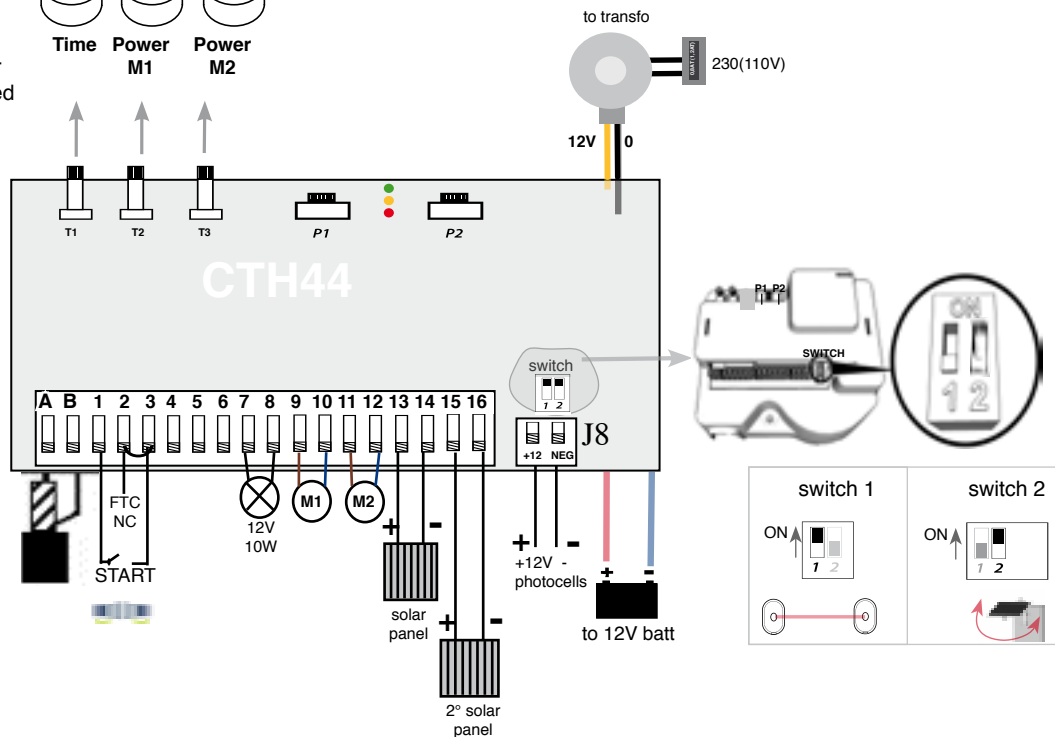 to transfo
Time Power Power
M1 M2
ed
230(110V)
12V 0
T1 T2 T3 P1 P2
CTH44
P1 P2
SWITCH
ON
1 2
switch
1 2
A B 1 2 3 4 5 6 7 8 9 10 11 12 13 14 15 16
J8
+12 NEG
FTC
NC
START
12V
10W
M1 M2
+ -
solar
panel
+ -
2° solar
panel
+ -
+12V -
photocells
+ -
to 12V batt
switch 1 switch 2
ON ON
1 2 1 2